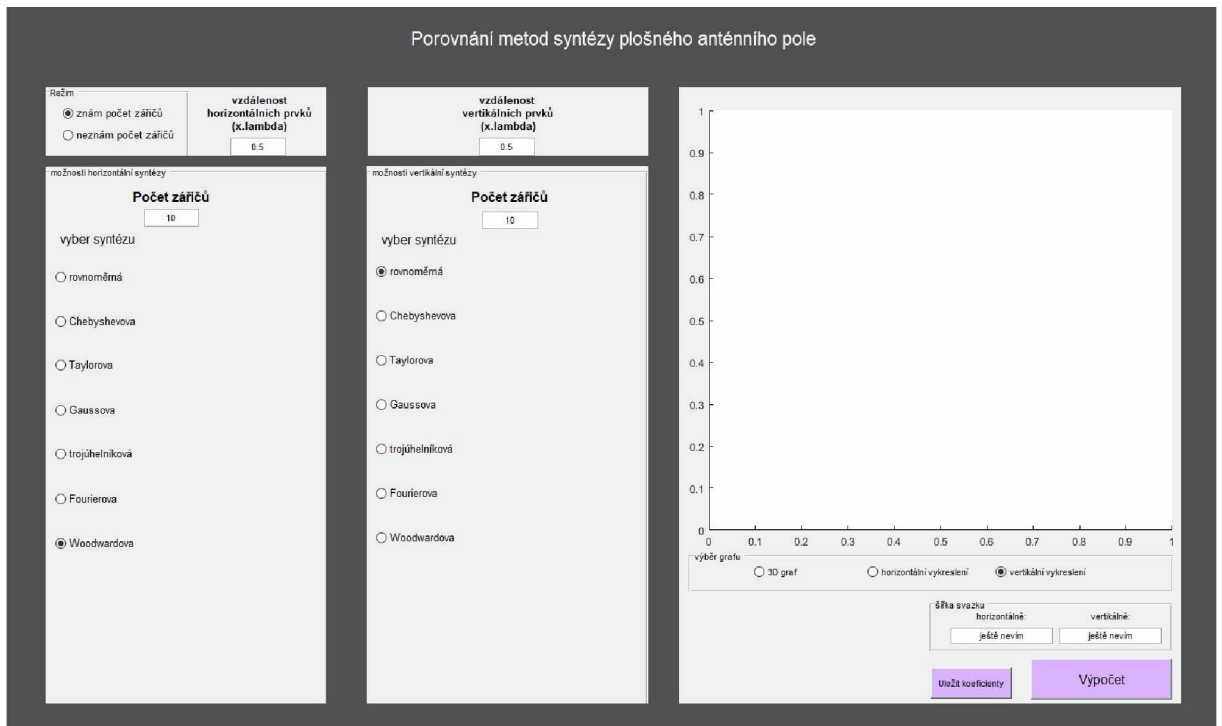 Porovnání metod syntézy plošného anténního pole
Režim
znám počet zářičů
neznám počet zářičů
vzdálenost
horizontálních prvků
(x.lambda)
0.5
možnosti horizontální syntézy
Počet zářičů
10
vyber syntézu
rovnoměrná
Chebyshevova
Taylorova
Gaussova
trojúhelníková
Fourierova
Woodwardova
vzdálenost
vertikálních prvků
(x.lambda)
0.5
možnosti vertikální syntézy
Počet zářičů
10
vyber syntézu
rovnoměrná
Chebyshevova
Taylorova
Gaussova
trojúhelníková
Fourierova
Woodwardova
1
0.9
0.8
0.7
0.6
0.5
0.4
0.3
0.2
0.1
0
0 0.1 0.2 0.3 0.4 0.5 0.6 0.7 0.8 0.9 1
výběr grafu
3D graf horizontální vykreslení vertikální vykreslení
šířka svazku
horizontálně: vertikálně:
ještě nevím ještě nevím
Uložit koeficienty Výpočet